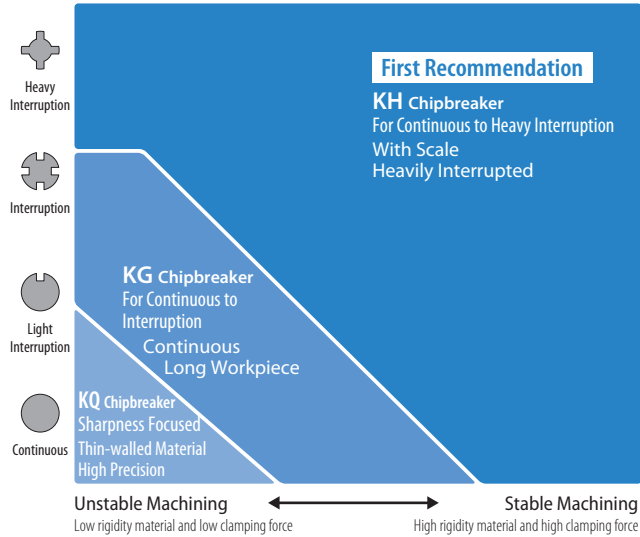 Heavy
Interruption
Interruption
Light
Interruption
Continuous
First Recommendation
KH Chipbreaker
For Continuous to Heavy Interruption
With Scale
Heavily Interrupted
KG Chipbreaker
For Continuous to
Interruption
Continuous
Long Workpiece
KQ Chipbreaker
Sharpness Focused
Thin-walled Material
High Precision
Unstable Machining
Low rigidity material and low clamping force
Stable Machining
High rigidity material and high clamping force